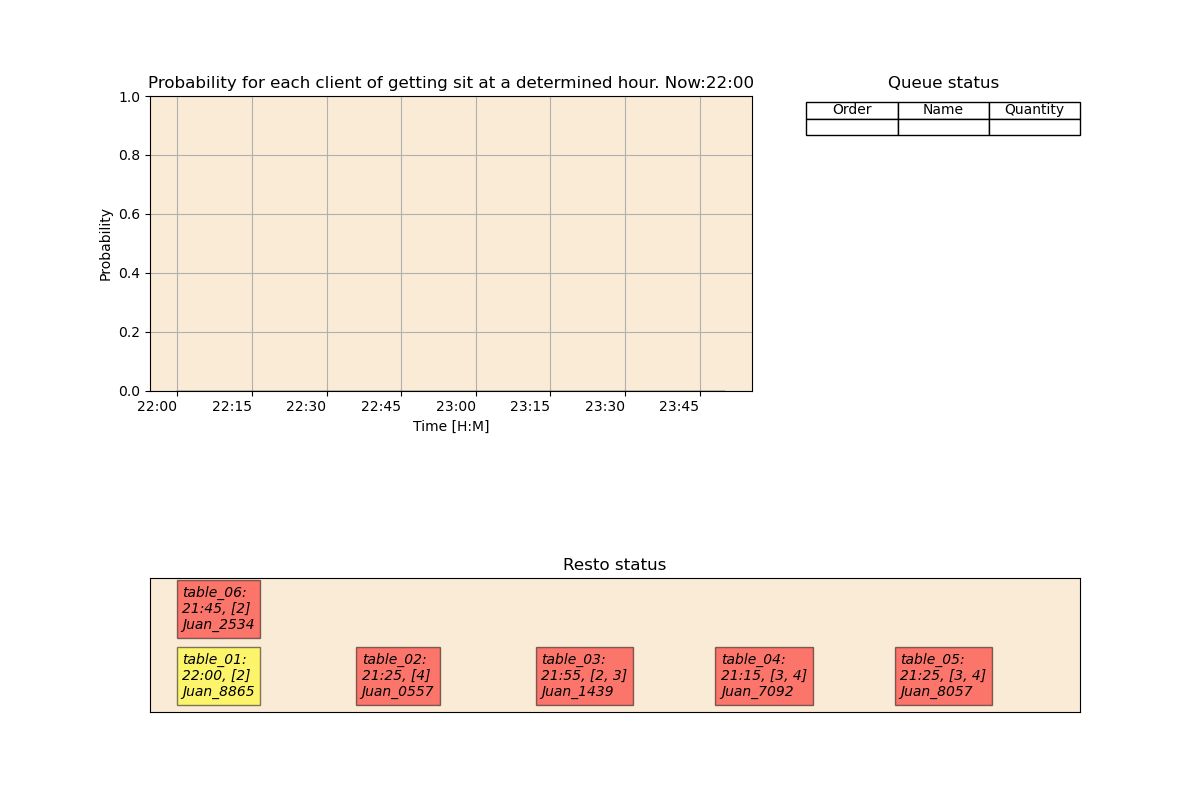 Probability for each client of getting sit at a determined hour. Now:22:00
1.0
0.8
0.6
0.4
0.2
0.0
Probability
22:00 22:15 22:30 22:45 23:00 23:15 23:30 23:45
Time [H:M]
Queue status
Order Name Quantity
Resto status
table_06:
21:45, [2]
Juan_2534
table_01:
22:00, [2]
Juan_8865
table_02:
21:25, [4]
Juan_0557
table_03:
21:55, [2, 3]
Juan_1439
table_04:
21:15, [3, 4]
Juan_7092
table_05:
21:25, [3, 4]
Juan_8057